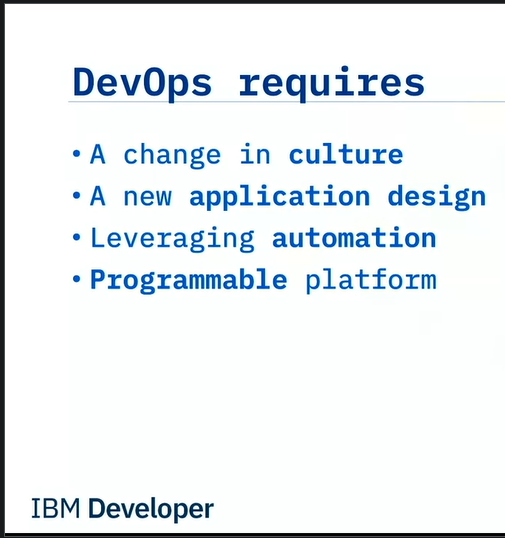 DevOps requires
• A change in culture
• A new application design
• Leveraging automation
• Programmable platform
IBM Developer